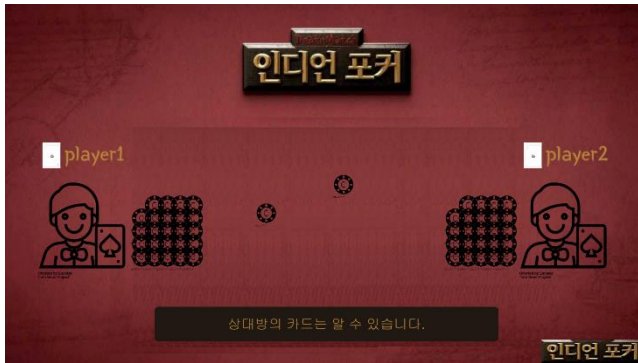 인디언 포커
player1
player2
상대방의 카드는 알 수 있습니다.
인디언 포커